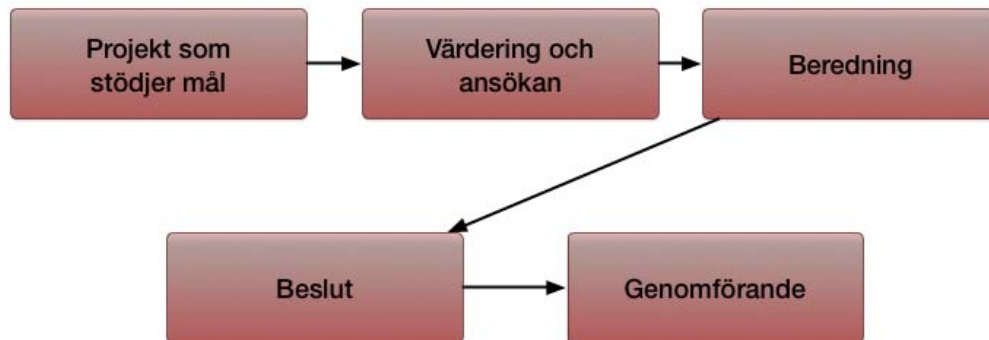 Projekt som
stödjer mål
Värdering och
ansökan
Beredning
Beslut
Genomförande